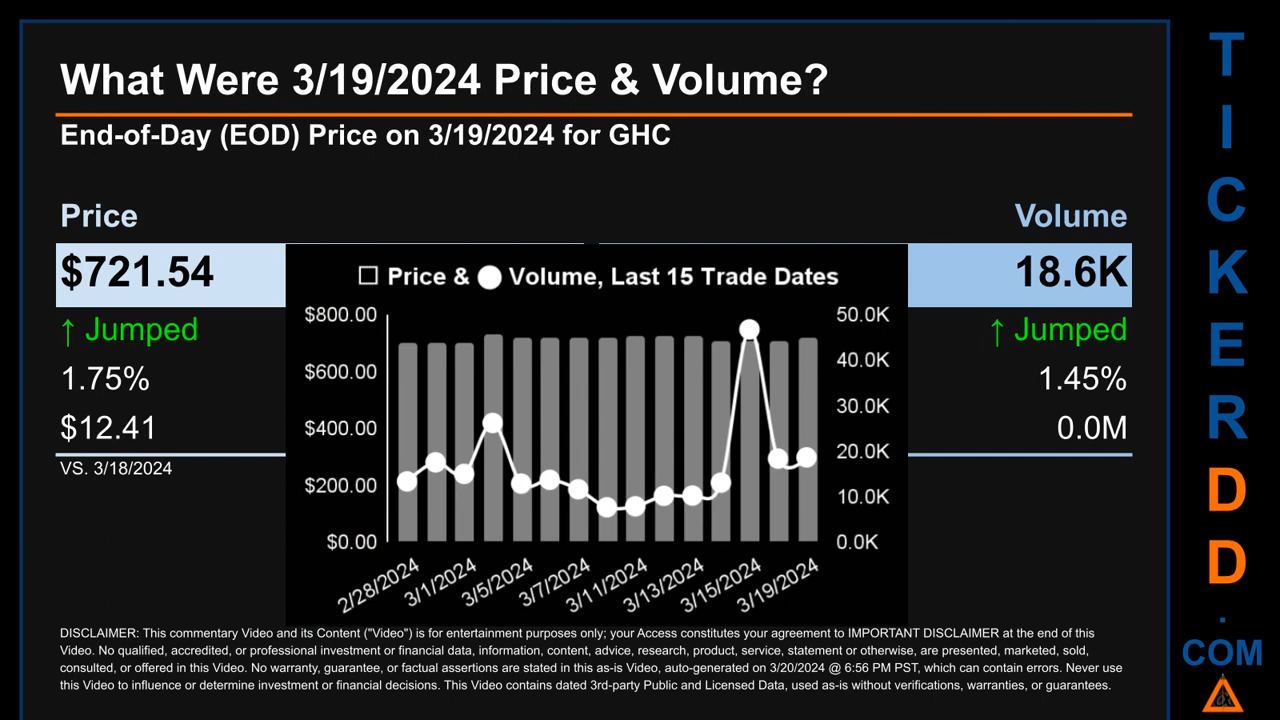 What Were 3/19/2024 Price & Volume?
End-of-Day (EOD) Price on 3/19/2024 for GHC
Price
Volume
$721.54
18.6K
↑ Jumped
↑ Jumped
1.75%
1.45%
$12.41
0.0M
VS. 3/18/2024
Price & Volume, Last 15 Trade Dates
$800.00
$600.00
$400.00
$200.00
$0.00
50.0K
40.0K
30.0K
20.0K
10.0K
0.0K
2/28/2024
3/1/2024
3/5/2024
3/7/2024
3/11/2024
3/13/2024
3/15/2024
3/19/2024
DISCLAIMER: This commentary Video and its Content ("Video") is for entertainment purposes only; your Access constitutes your agreement to IMPORTANT DISCLAIMER at the end of this
Video. No qualified, accredited, or professional investment or financial data, information, content, advice, research, product, service, statement or otherwise, are presented, marketed, sold,
consulted, or offered in this Video. No warranty, guarantee, or factual assertions are stated in this as-is Video, auto-generated on 3/20/2024 @ 6:56 PM PST, which can contain errors. Never use
this Video to influence or determine investment or financial decisions. This Video contains dated 3rd-party Public and Licensed Data, used as-is without verifications, warranties, or guarantees.
T
I
C
K
E
R
D
D
.
COM